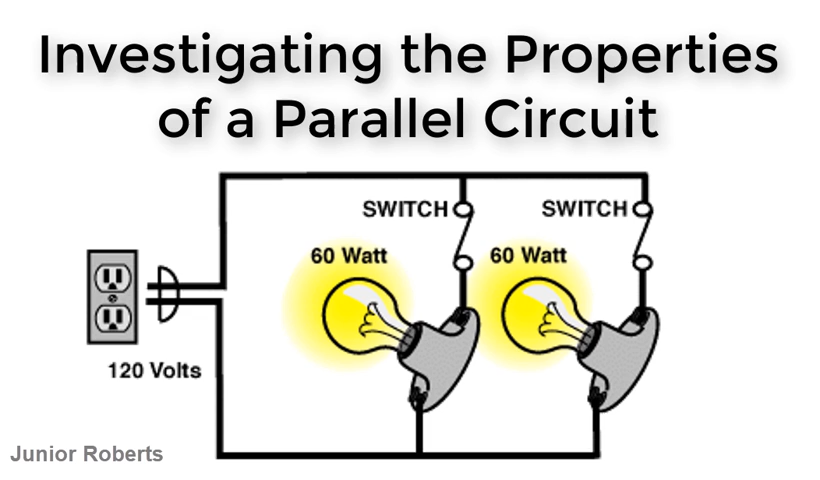 Investigating the Properties
of a Parallel Circuit
SWITCH
SWITCH
60 Watt
60 Watt
120 Volts
Junior Roberts